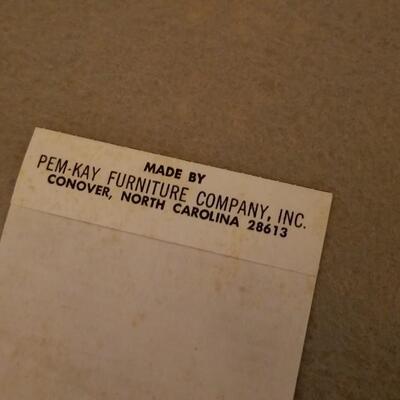 MADE BY
PEM-KAY FURNITURE COMPANY, INC.
CONOVER, NORTH CAROLINA 28613